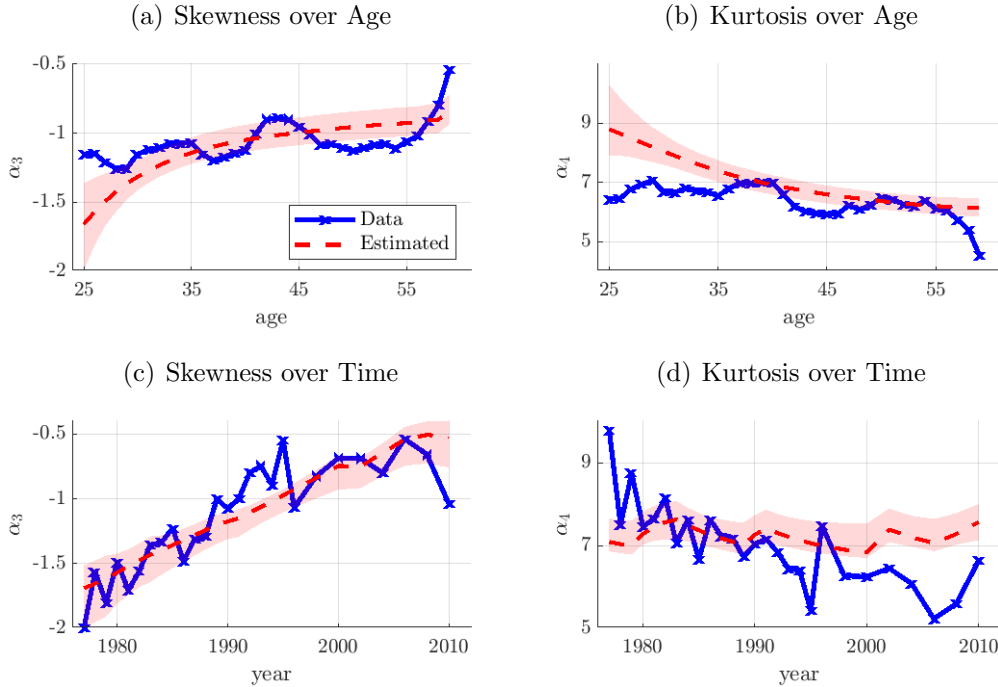 (a) Skewness over Age
-0.5
-1
-1.5
-2
α3
25
35
45
55
age
Data
Estimated
(b) Kurtosis over Age
9
7
5
α4
25
35
45
55
age
(c) Skewness over Time
-0.5
-1
-1.5
-2
α3
1980
1990
2000
2010
year
(d) Kurtosis over Time
9
7
5
α4
1980
1990
2000
2010
year